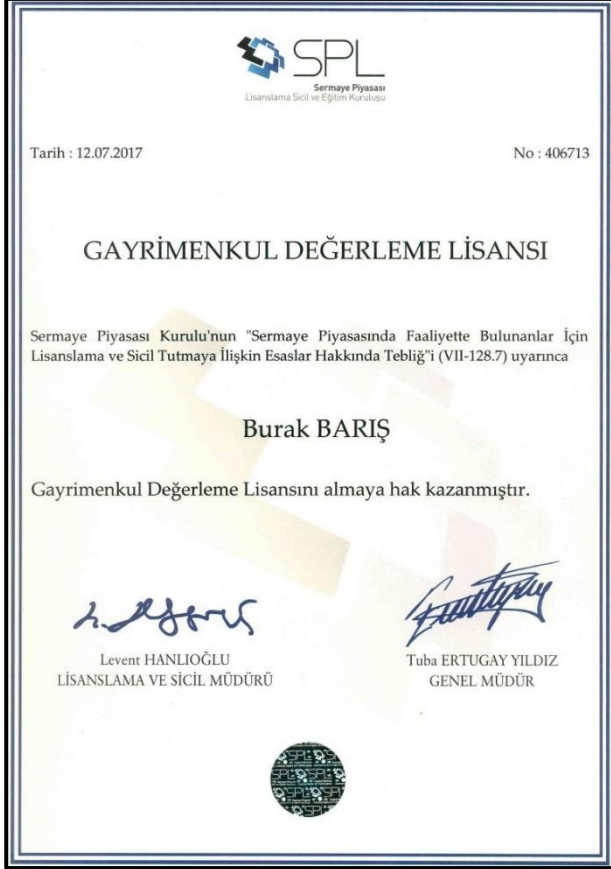 SPL
Sermaye Piyasası
Lisanslama Sicil ve Eğitim Kuruluşu
Tarih : 12.07.2017 No : 406713
GAYRİMENKUL DEĞERLEME LİSANSI
Sermaye Piyasası Kurulu'nun "Sermaye Piyasasında Faaliyette Bulunanlar İçin
Lisanslama ve Sicil Tutmaya İlişkin Esaslar Hakkında Tebliğ"i (VII-128.7) uyarınca
Burak BARIŞ
Gayrimenkul Değerleme Lisansını almaya hak kazanmıştır.
Levent HANLIOĞLU Tuba ERTUGAY YILDIZ
LİSANSLAMA VE SİCİL MÜDÜRÜ GENEL MÜDÜR